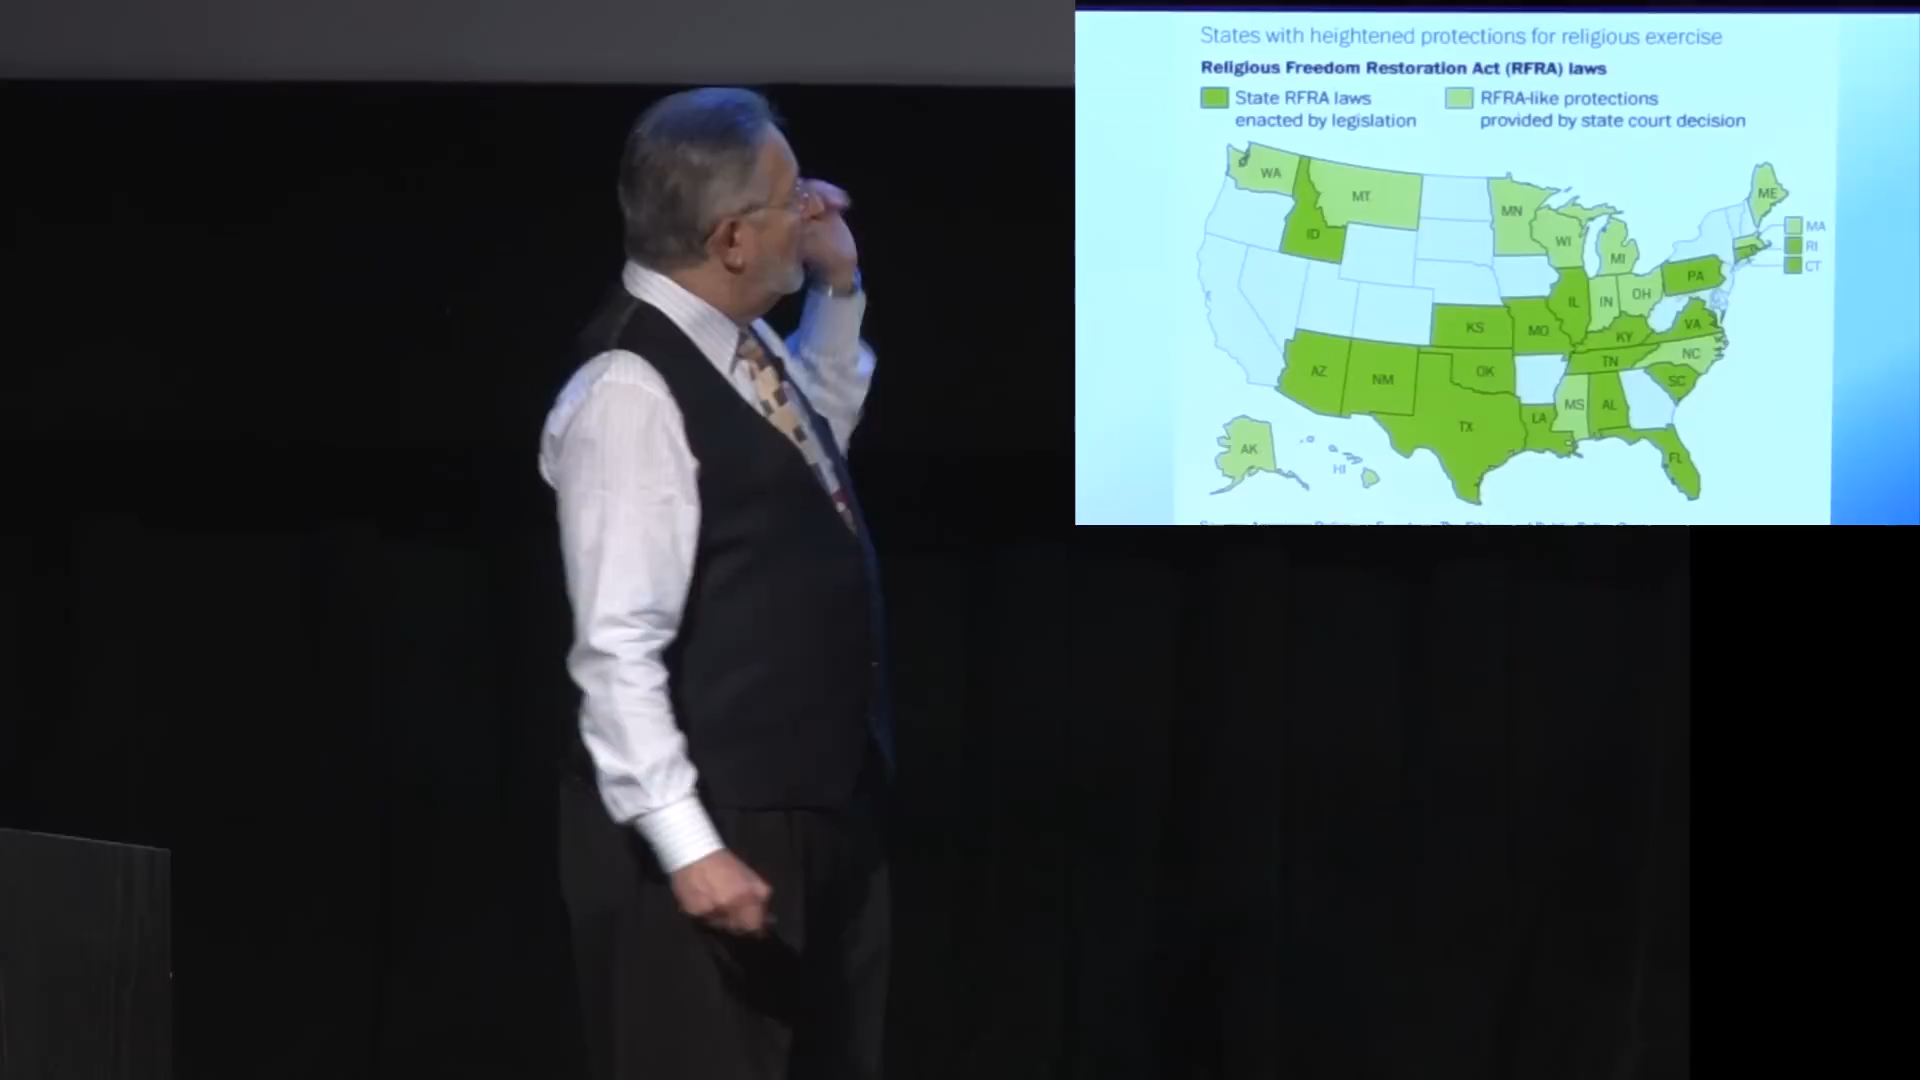 States with heightened protections for religious exercise
Religious Freedom Restoration Act (RFRA) laws
State RFRA laws
enacted by legislation
RFRA-like protections
provided by state court decision
WA
MT
ID
MN
WI
MI
ME
MA
RI
CT
PA
OH
IN
IL
KS
MO
KY
VA
TN
NC
AZ
NM
OK
SC
MS
AL
LA
TX
FL
AK
HI